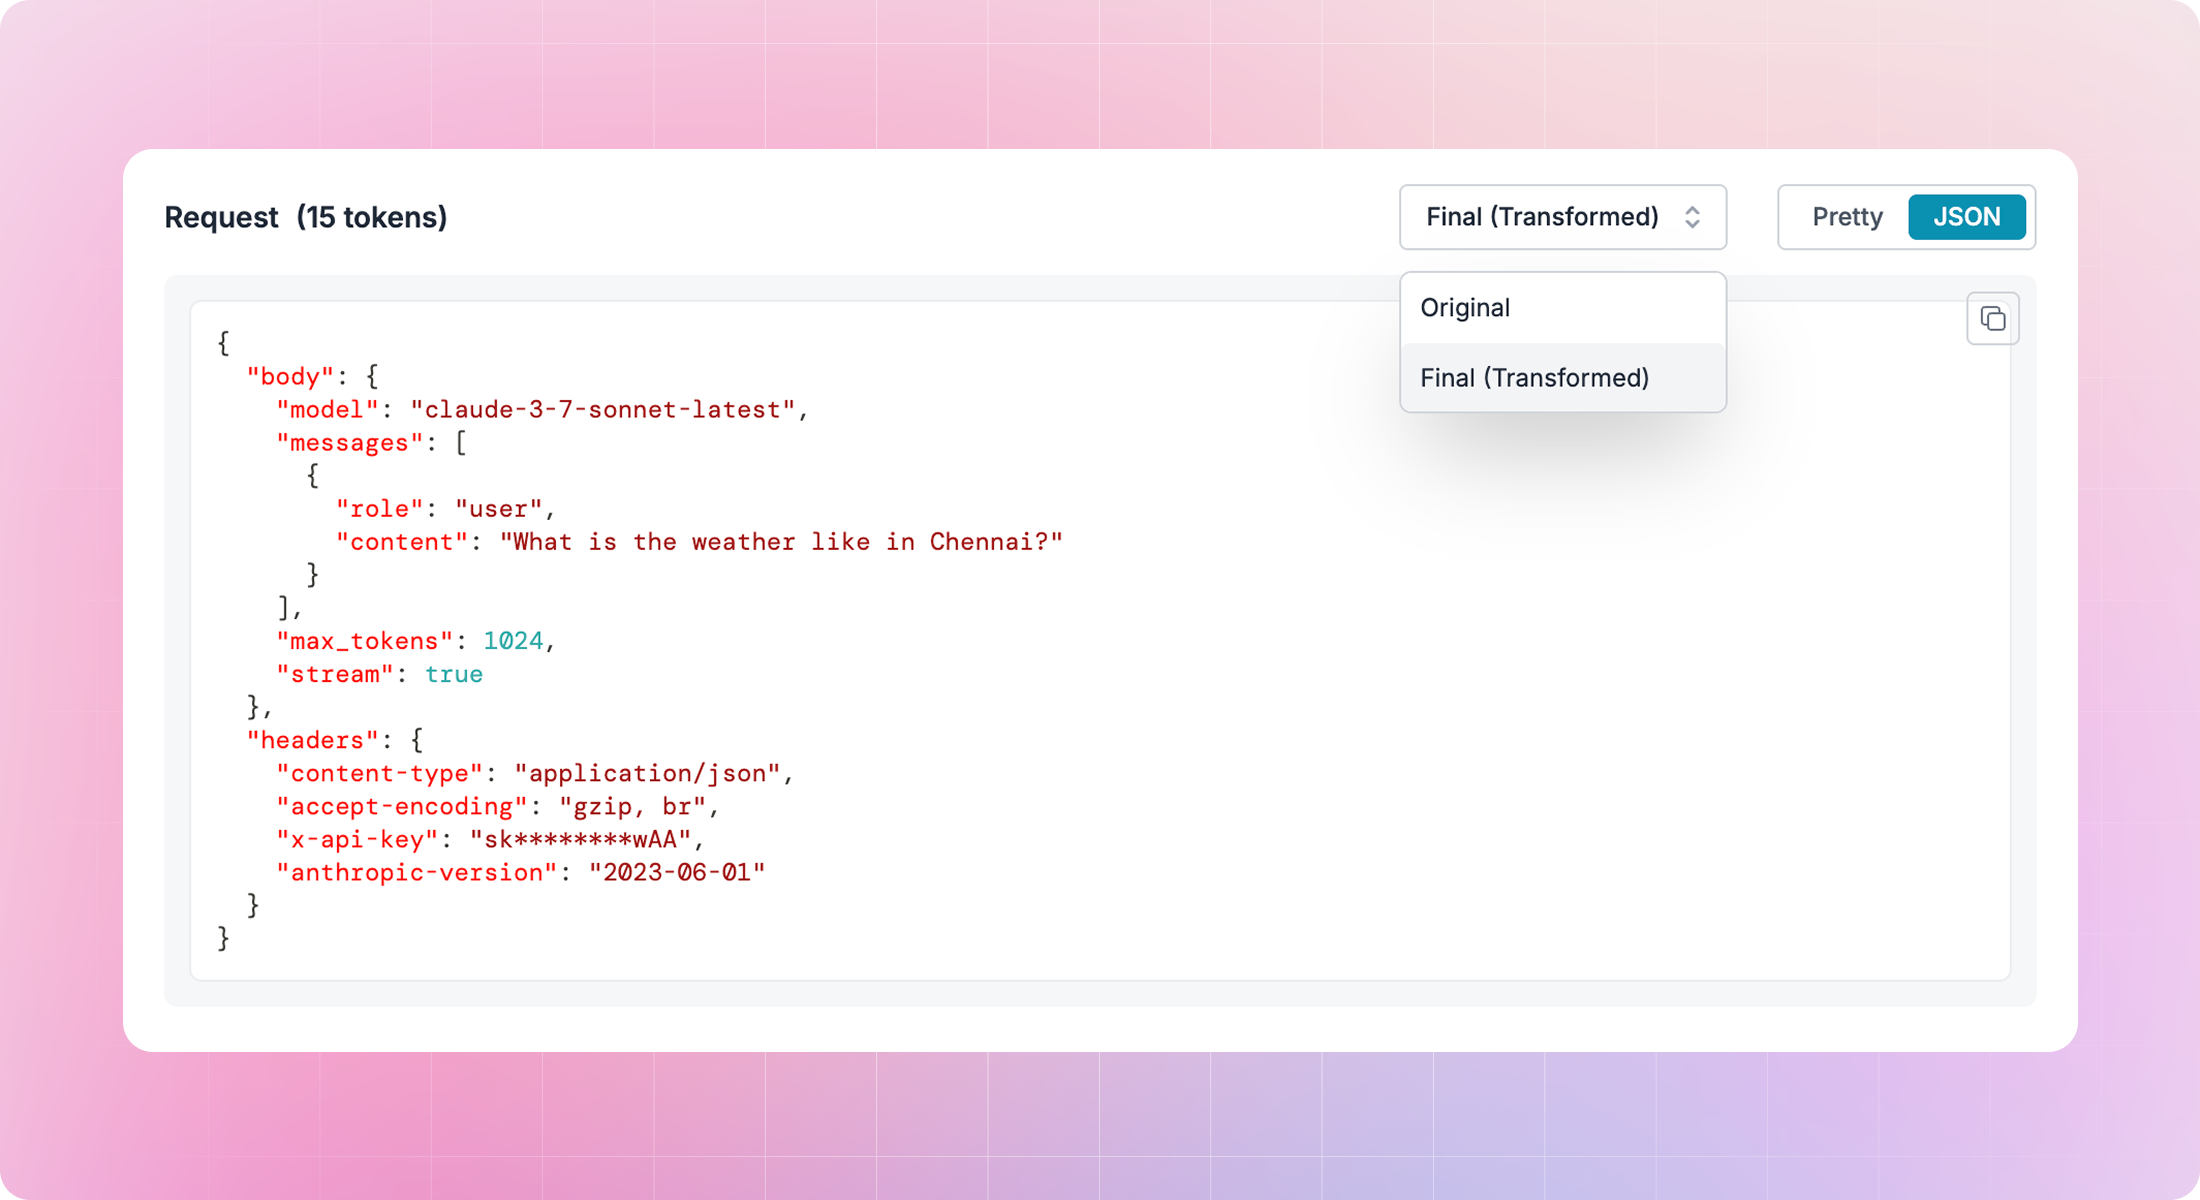 Request (15 tokens)
Final (Transformed)
Pretty
JSON
Original
Final (Transformed)
{
  "body": {
    "model": "claude-3-7-sonnet-latest",
    "messages": [
      {
        "role": "user",
        "content": "What is the weather like in Chennai?"
      }
    ],
    "max_tokens": 1024,
    "stream": true
  },
  "headers": {
    "content-type": "application/json",
    "accept-encoding": "gzip, br",
    "x-api-key": "sk********wAA",
    "anthropic-version": "2023-06-01"
  }
}